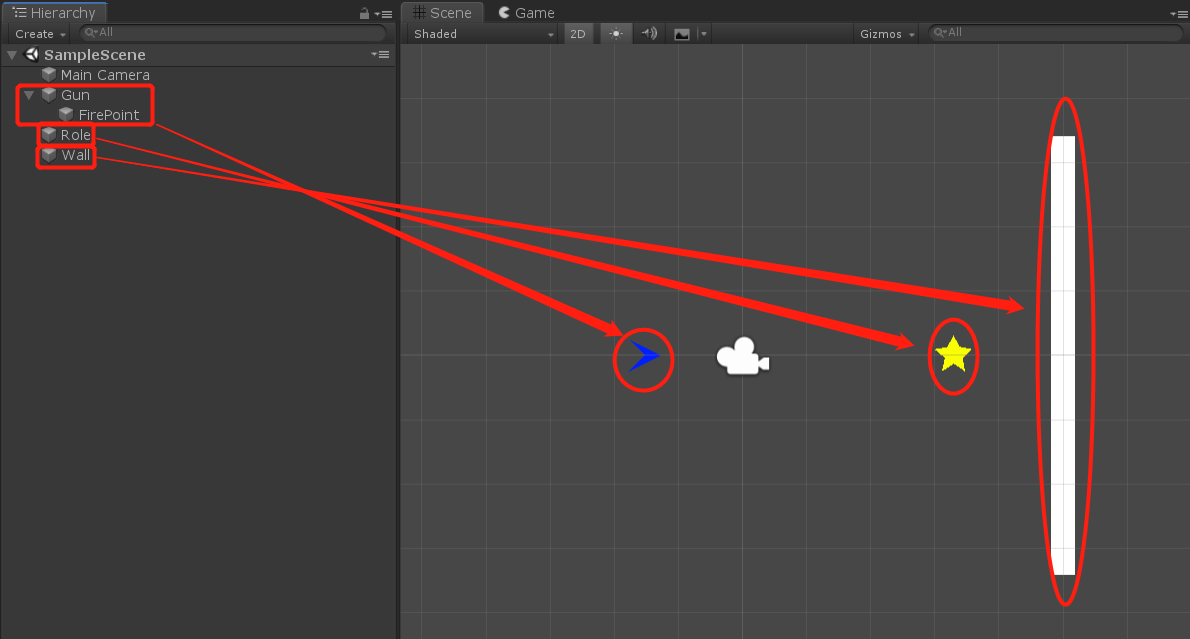 Hierarchy
Create
All
SampleScene
Main Camera
Gun
FirePoint
Role
Wall
Scene
Game
Shaded
2D
Gizmos
All